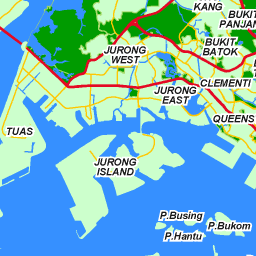 KANG
BUKIT
PANJAN
JURONG
WEST
BUKIT
BATOK
CLEMENTI
JURONG
EAST
QUEENS
TUAS
JURONG
ISLAND
P.Busing
P.Bukom
P.Hantu